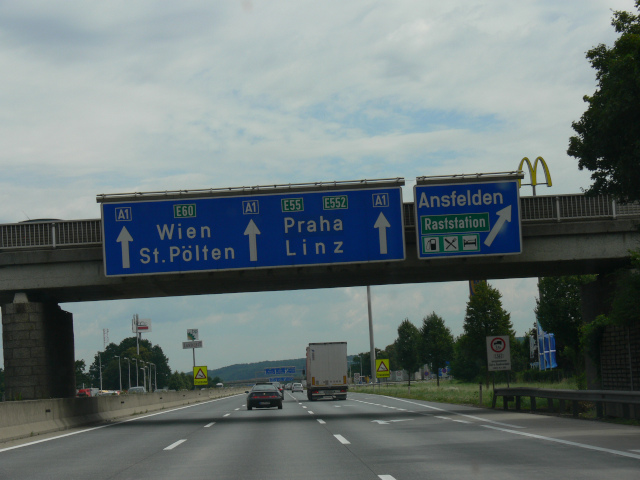 A1 E60 A1 E55 E552 A1
Wien Praha
St.Pölten Linz
Ansfelden
Raststation